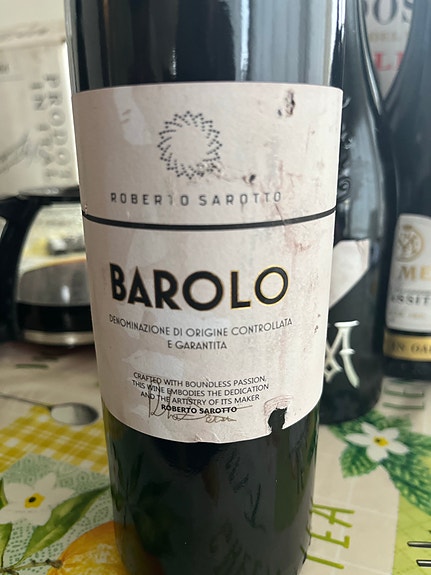 ROBERTO SAROTTO
BAROLO
DENOMINAZIONE DI ORIGINE CONTROLLATA
E GARANTITA
CRAFTED WITH BOUNDLESS PASSION,
THIS WINE EMBODIES THE DEDICATION
AND THE ARTISTRY OF ITS MAKER
ROBERTO SAROTTO
TEA